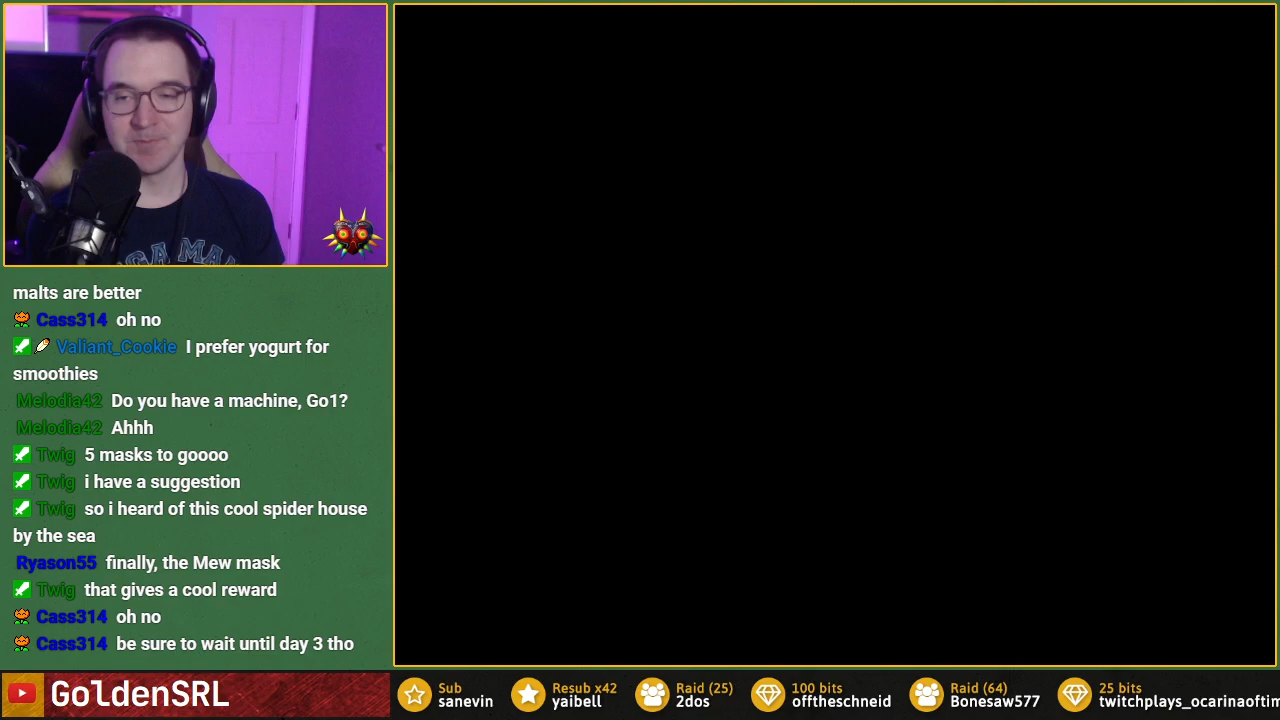 malts are better
Cass314 oh no
Valiant_Cookie I prefer yogurt for
smoothies
Melodia42 Do you have a machine, Go1?
Melodia42 Ahhh
Twig 5 masks to goooo
Twig i have a suggestion
Twig so i heard of this cool spider house
by the sea
Ryason55 finally, the Mew mask
Twig that gives a cool reward
Cass314 oh no
Cass314 be sure to wait until day 3 tho
GoldenSRL
Sub
sanevin
Resub x42
yaibell
Raid (25)
2dos
100 bits
offtheschneid
Raid (64)
Bonesaw577
25 bits
twitchplays_ocarinaoftin